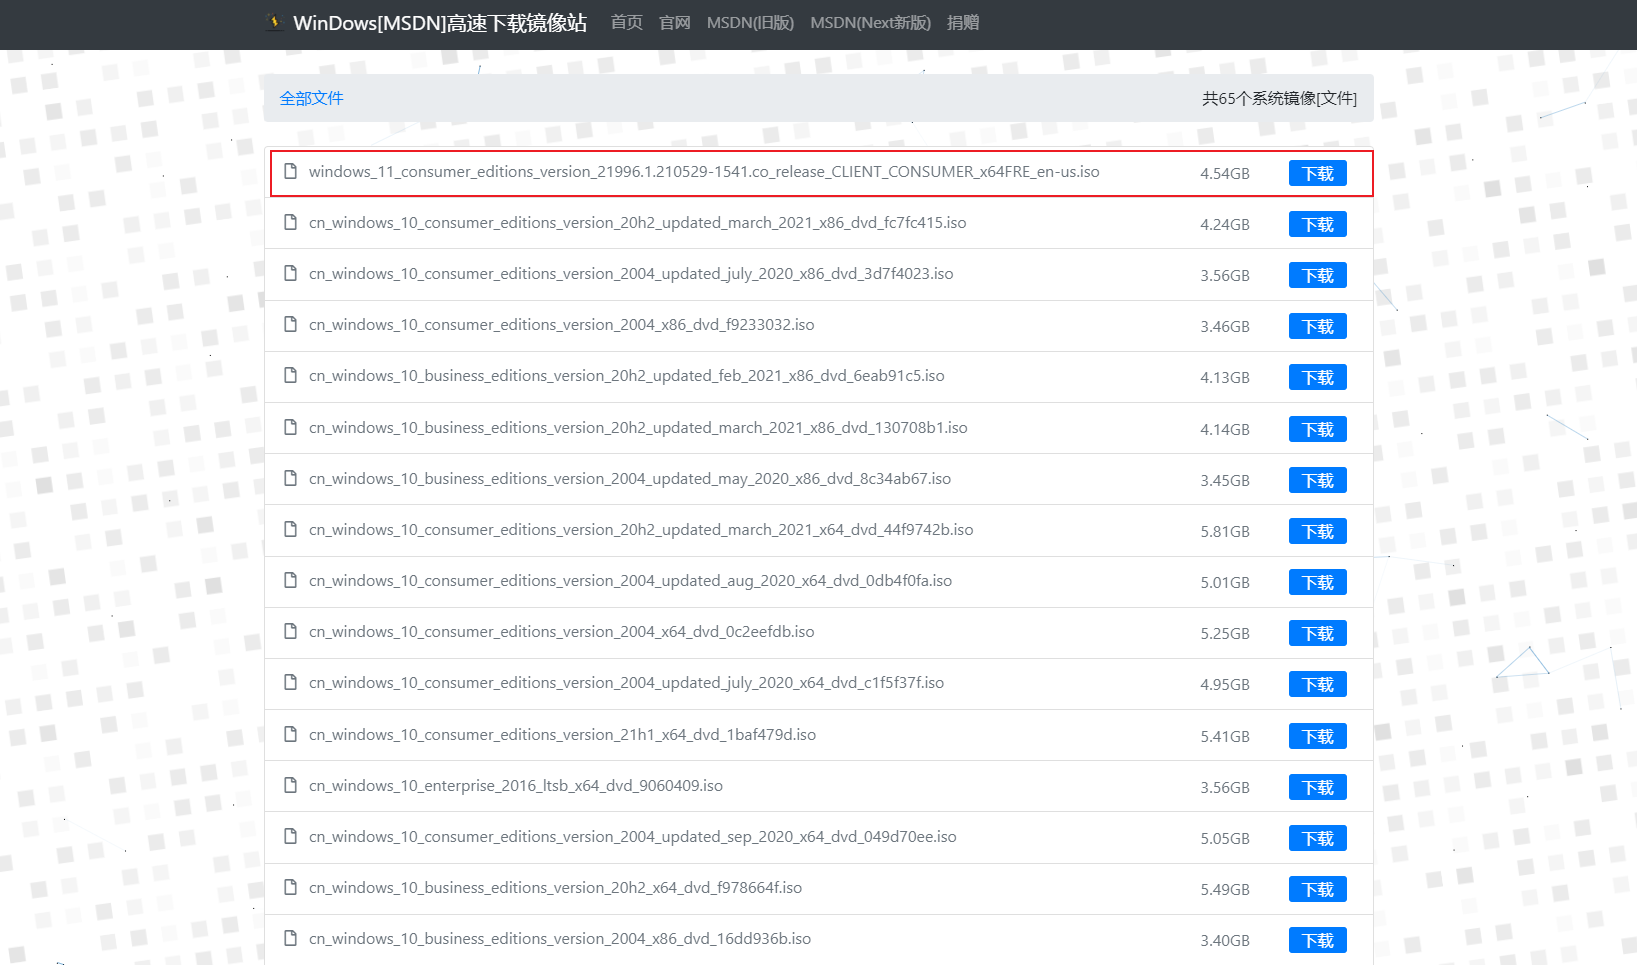 WinDows[MSDN]高速下载镜像站 首页 官网 MSDN(旧版) MSDN(Next新版) 捐赠
全部文件 共65个系统镜像[文件]
windows_11_consumer_editions_version_21996.1.210529-1541.co_release_CLIENT_CONSUMER_x64FRE_en-us.iso 4.54GB 下载
cn_windows_10_consumer_editions_version_20h2_updated_march_2021_x86_dvd_fc7fc415.iso 4.24GB 下载
cn_windows_10_consumer_editions_version_2004_updated_july_2020_x86_dvd_3d7f4023.iso 3.56GB 下载
cn_windows_10_consumer_editions_version_2004_x86_dvd_f9233032.iso 3.46GB 下载
cn_windows_10_business_editions_version_20h2_updated_feb_2021_x86_dvd_6eab91c5.iso 4.13GB 下载
cn_windows_10_business_editions_version_20h2_updated_march_2021_x86_dvd_130708b1.iso 4.14GB 下载
cn_windows_10_business_editions_version_2004_updated_may_2020_x86_dvd_8c34ab67.iso 3.45GB 下载
cn_windows_10_consumer_editions_version_20h2_updated_march_2021_x64_dvd_44f9742b.iso 5.81GB 下载
cn_windows_10_consumer_editions_version_2004_updated_aug_2020_x64_dvd_0db4f0fa.iso 5.01GB 下载
cn_windows_10_consumer_editions_version_2004_x64_dvd_0c2eefdb.iso 5.25GB 下载
cn_windows_10_consumer_editions_version_2004_updated_july_2020_x64_dvd_c1f5f37f.iso 4.95GB 下载
cn_windows_10_consumer_editions_version_21h1_x64_dvd_1baf479d.iso 5.41GB 下载
cn_windows_10_enterprise_2016_ltsb_x64_dvd_9060409.iso 3.56GB 下载
cn_windows_10_consumer_editions_version_2004_updated_sep_2020_x64_dvd_049d70ee.iso 5.05GB 下载
cn_windows_10_business_editions_version_20h2_x64_dvd_f978664f.iso 5.49GB 下载
cn_windows_10_business_editions_version_2004_x86_dvd_16dd936b.iso 3.40GB 下载